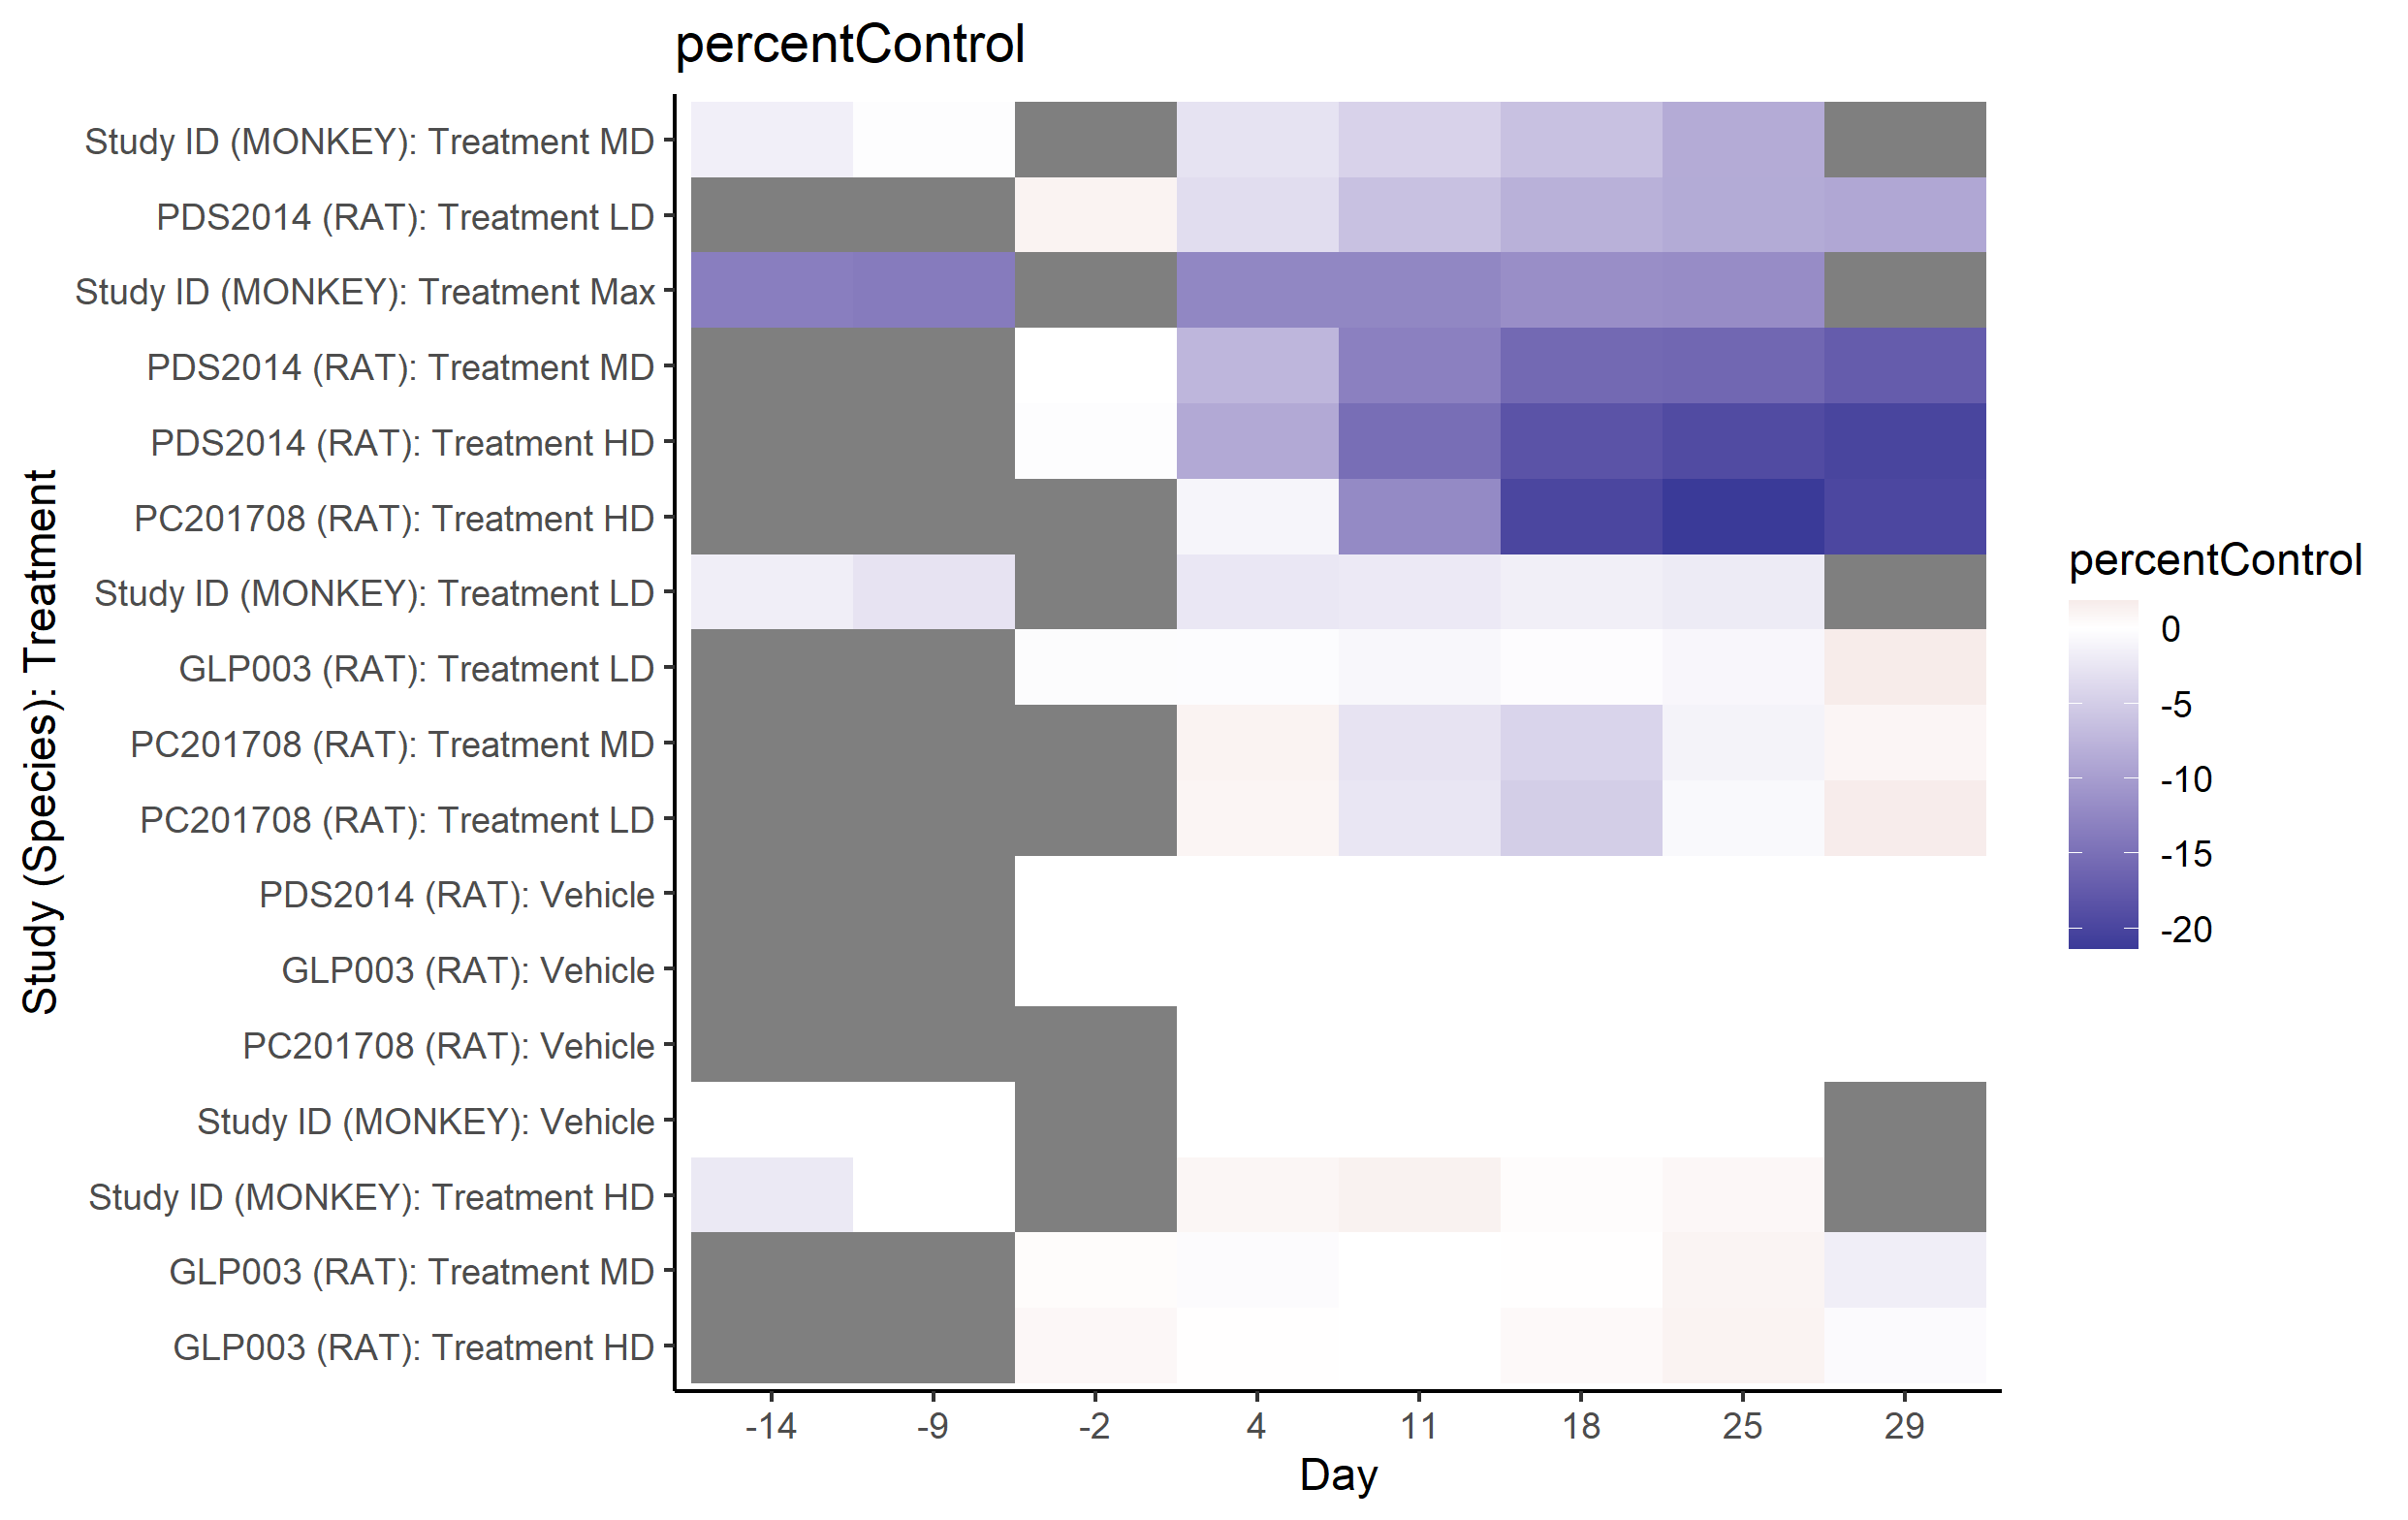 percentControl
Study (Species): Treatment
Study ID (MONKEY): Treatment MD
PDS2014 (RAT): Treatment LD
Study ID (MONKEY): Treatment Max
PDS2014 (RAT): Treatment MD
PDS2014 (RAT): Treatment HD
PC201708 (RAT): Treatment HD
Study ID (MONKEY): Treatment LD
GLP003 (RAT): Treatment LD
PC201708 (RAT): Treatment MD
PC201708 (RAT): Treatment LD
PDS2014 (RAT): Vehicle
GLP003 (RAT): Vehicle
PC201708 (RAT): Vehicle
Study ID (MONKEY): Vehicle
Study ID (MONKEY): Treatment HD
GLP003 (RAT): Treatment MD
GLP003 (RAT): Treatment HD
-14 -9 -2 4 11 18 25 29
Day
percentControl
0
-5
-10
-15
-20